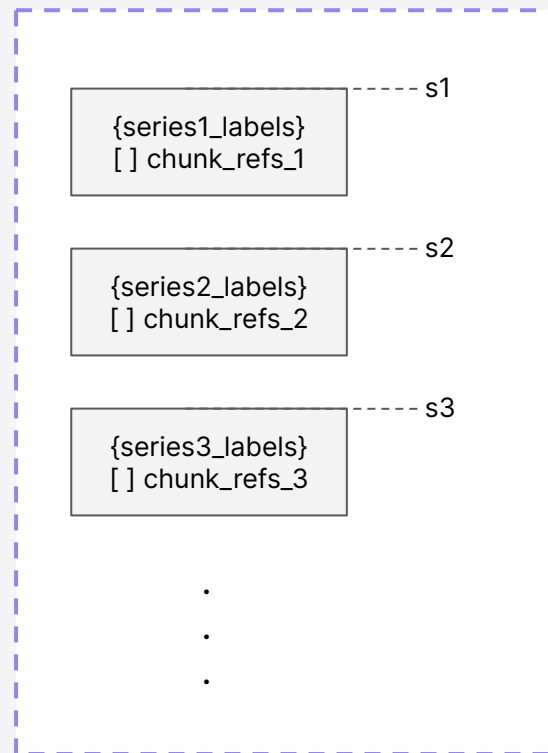 s1
{series1_labels}
[ ] chunk_refs_1
s2
{series2_labels}
[ ] chunk_refs_2
s3
{series3_labels}
[ ] chunk_refs_3
.
.
.